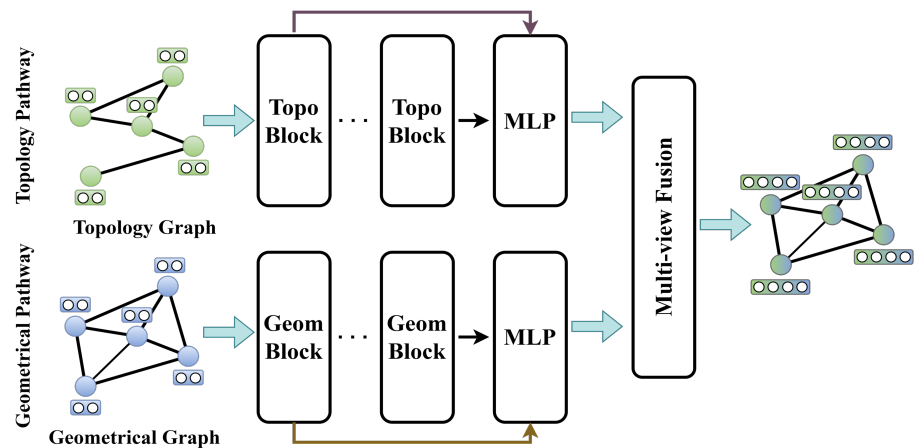 Topology Pathway
Topology Graph
Topo
Block
. . .
Topo
Block
MLP
Multi-view Fusion
Geometrical Pathway
Geometrical Graph
Geom
Block
. . .
Geom
Block
MLP